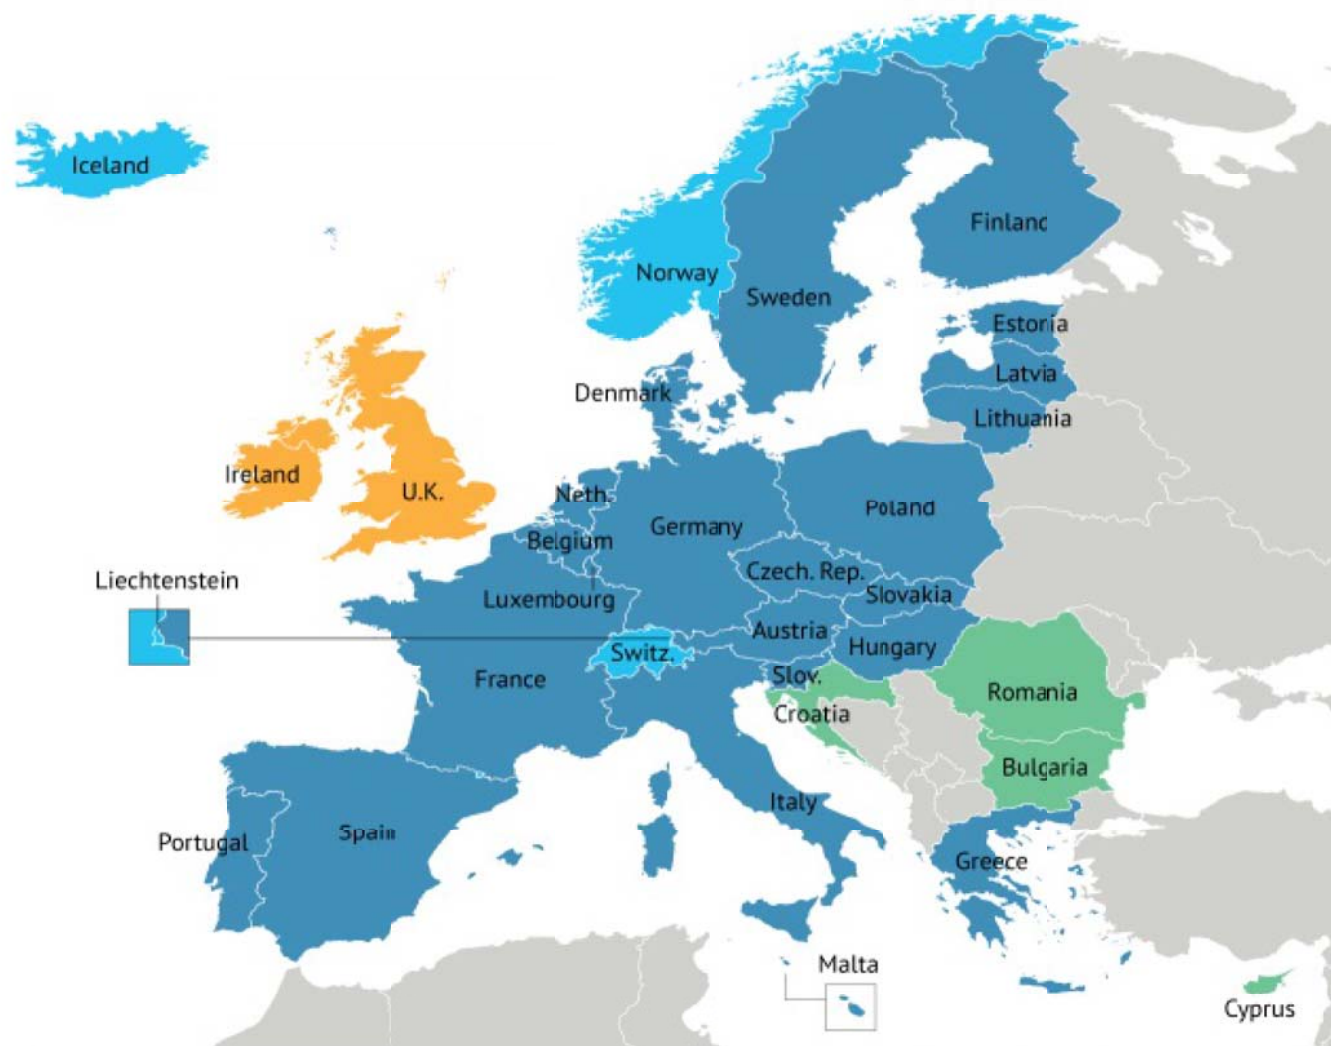 Iceland
Finland
Norway
Sweden
Estonia
Latvia
Denmark
Lithuania
Ireland
U.K.
Neth.
Poland
Germany
Belgium
Czech. Rep.
Liechtenstein
Slovakia
Luxembourg
Austria
Hungary
Switz.
Slov.
France
Romania
Croatia
Bulgaria
Italy
Spain
Portugal
Greece
Malta
Cyprus